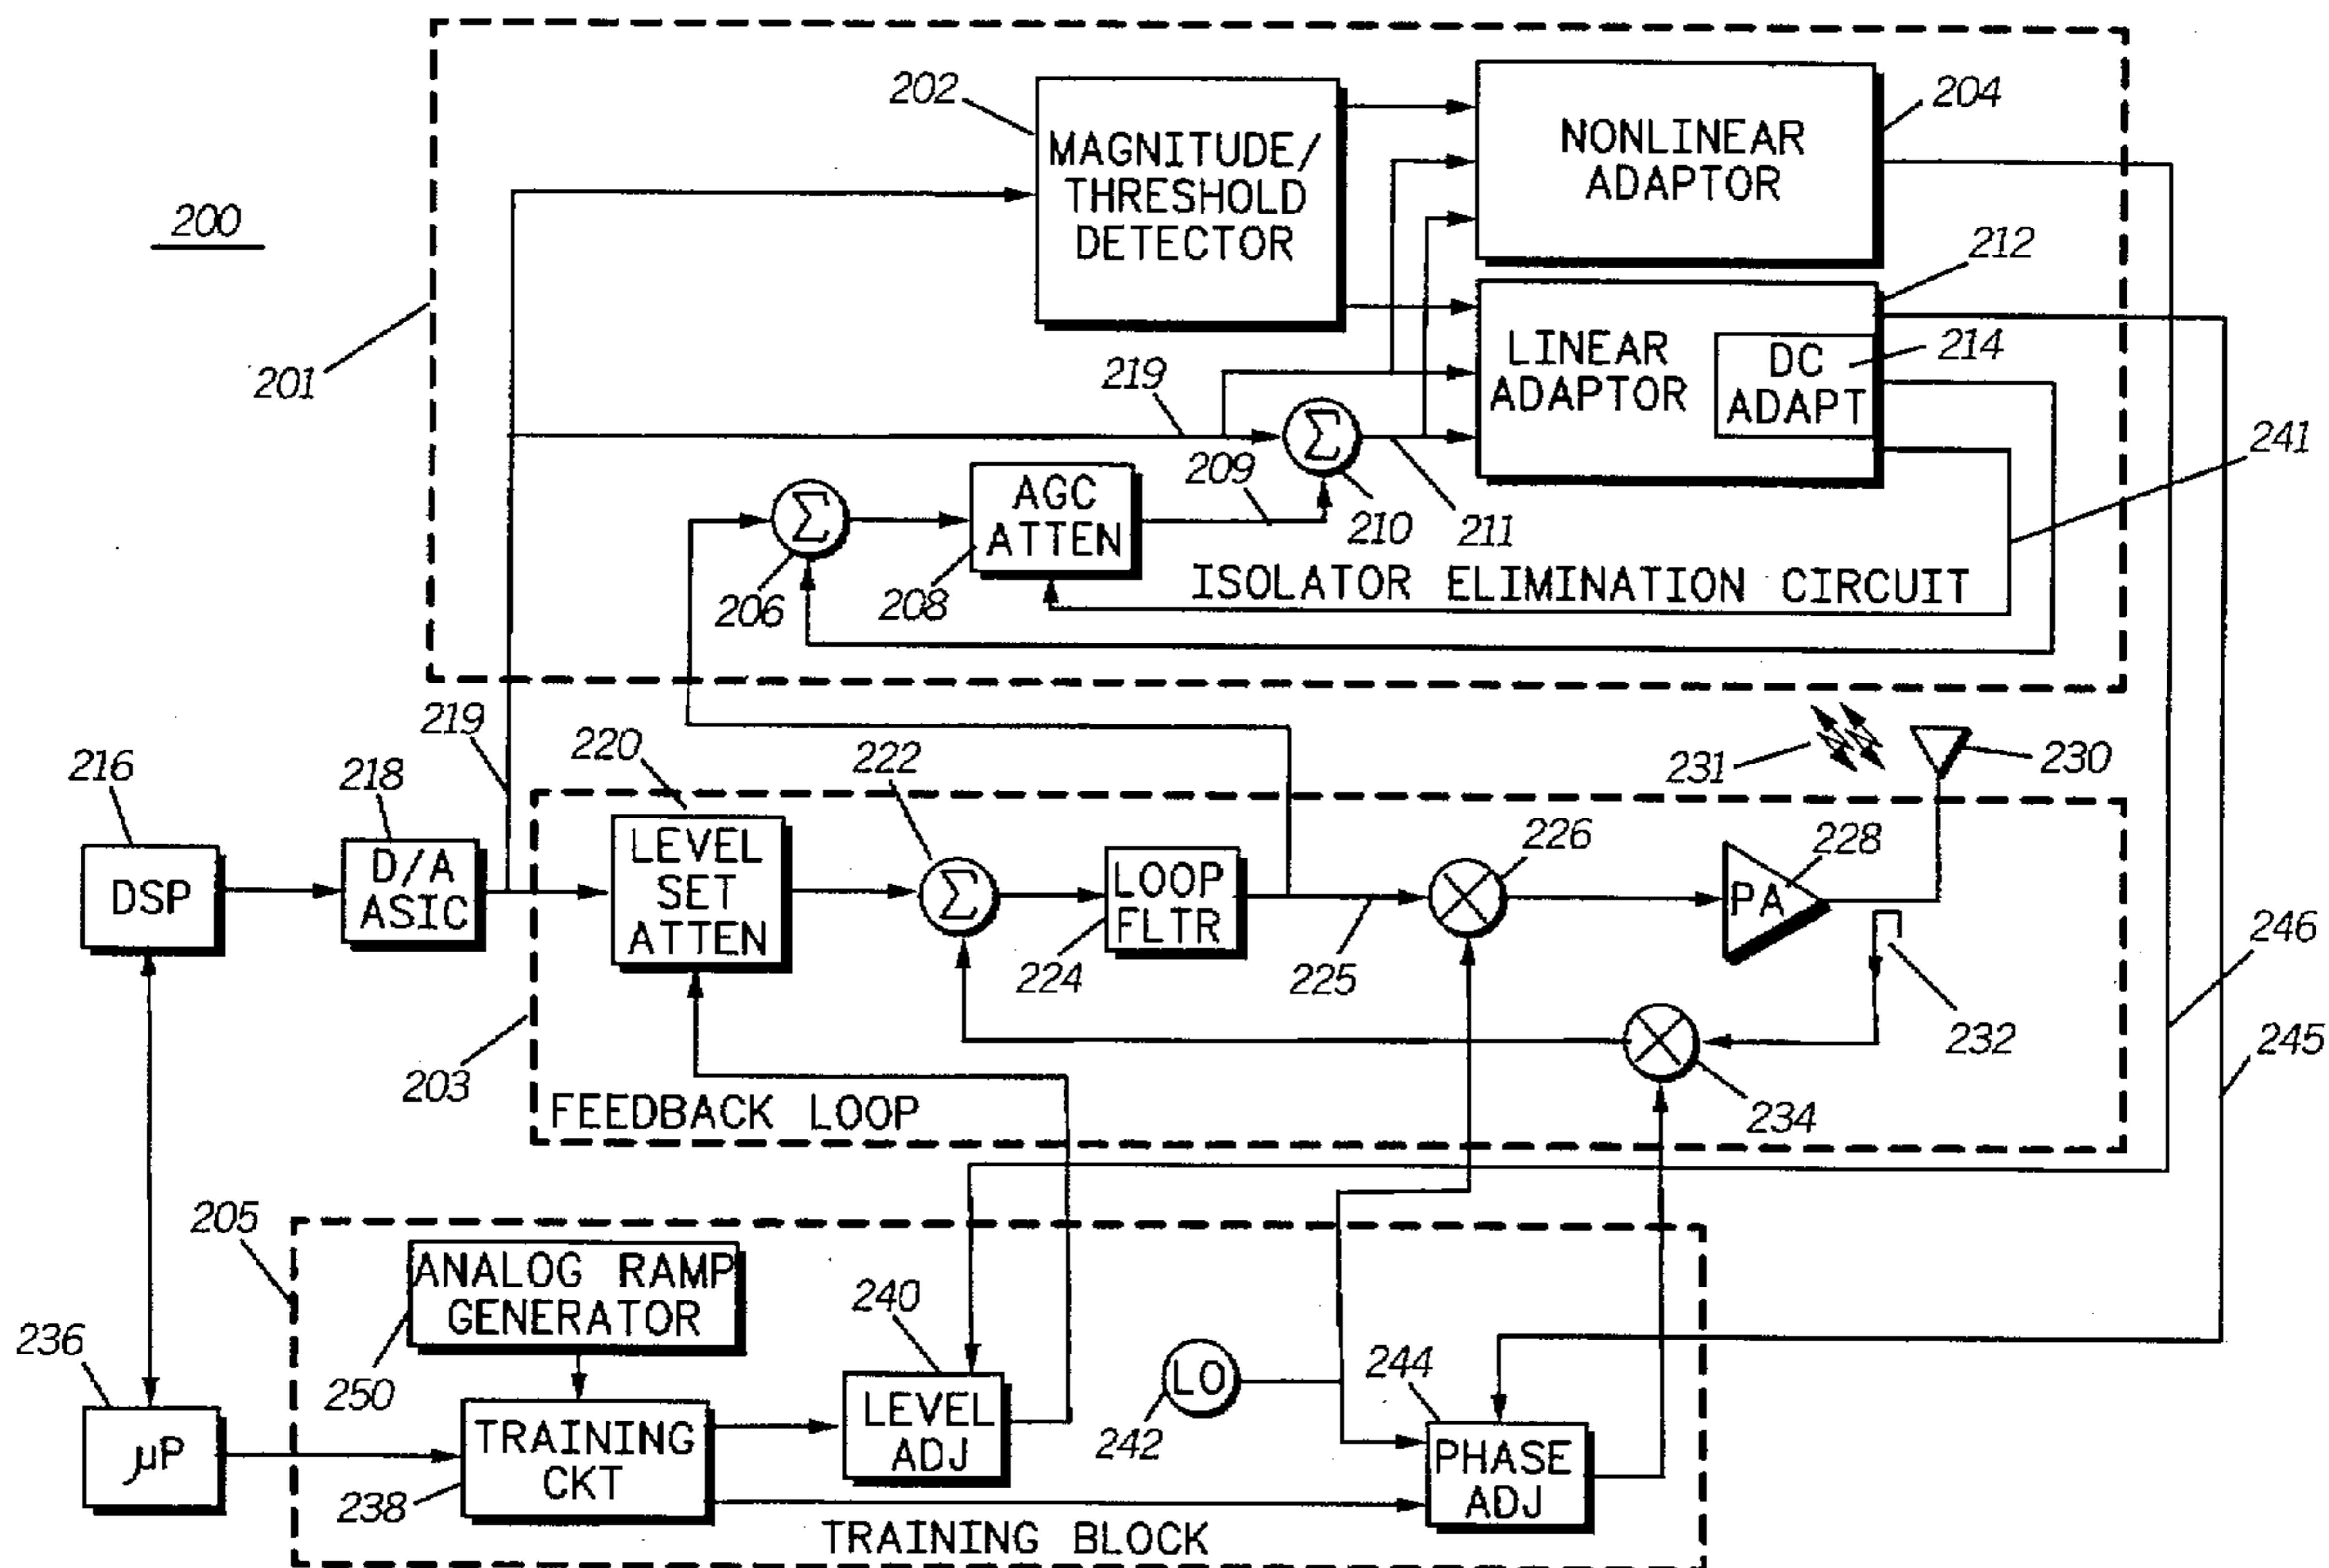 200
201
202
MAGNITUDE/
THRESHOLD
DETECTOR
NONLINEAR
ADAPTOR
204
212
LINEAR
ADAPTOR
DC
ADAPT
214
219
Σ
210
211
209
241
Σ
206
AGC
ATTEN
208
ISOLATOR ELIMINATION CIRCUIT
219
216
DSP
218
D/A
ASIC
220
LEVEL
SET
ATTEN
222
Σ
LOOP
FLTR
224
225
226
PA
228
231
230
232
234
246
245
203
FEEDBACK LOOP
205
ANALOG RAMP
GENERATOR
250
236
µP
TRAINING
CKT
238
240
LEVEL
ADJ
LO
242
244
PHASE
ADJ
TRAINING BLOCK